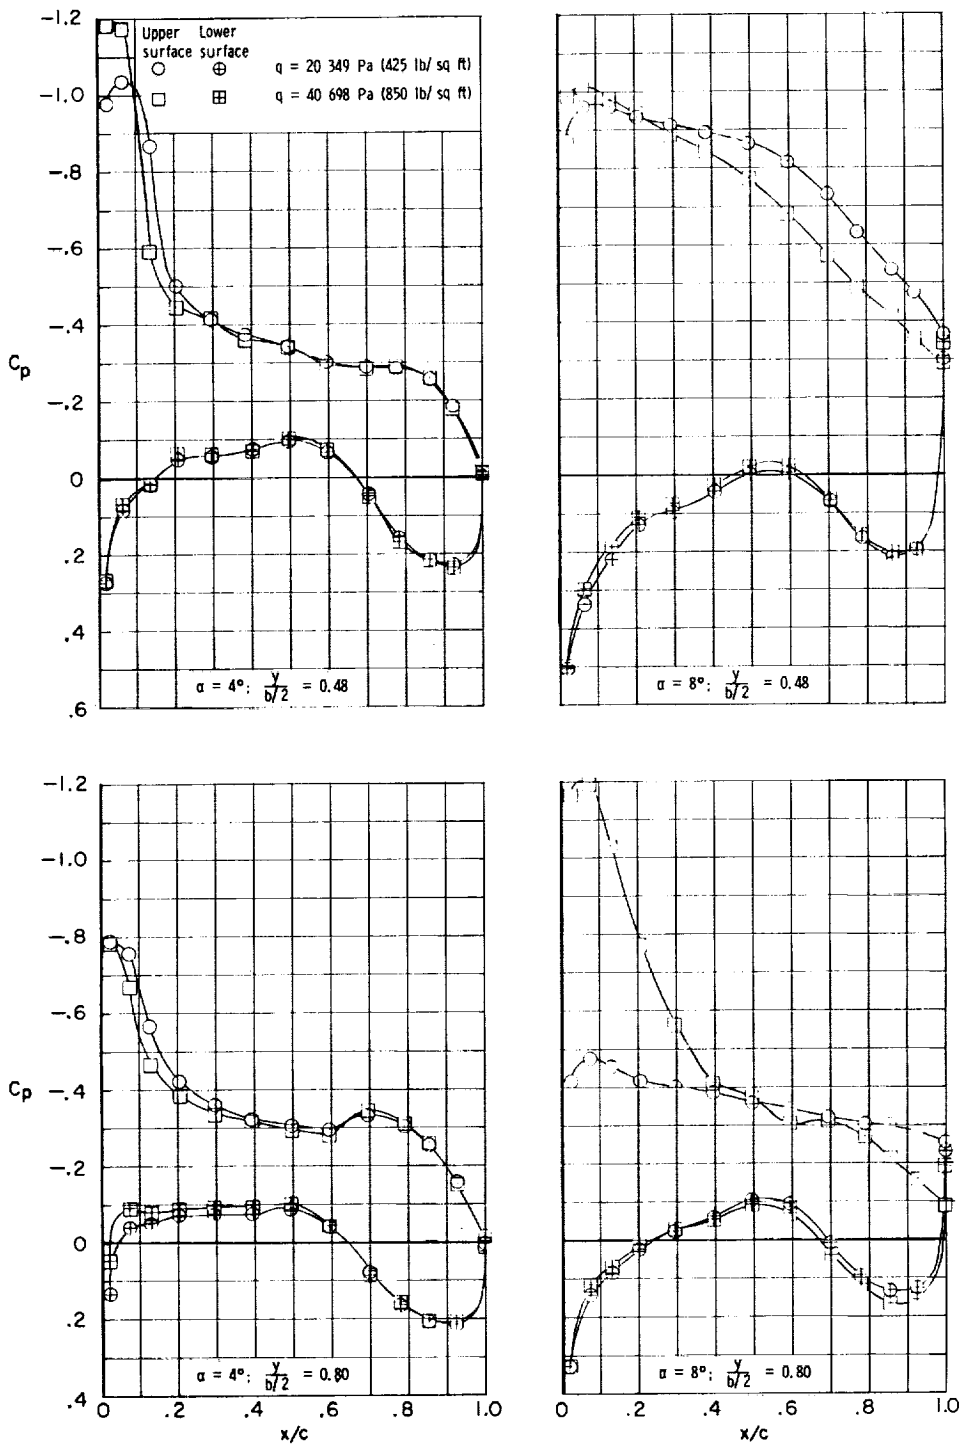 -1.2
-1.0
-.8
-.6
-.4
-.2
0
.2
.4
.6
Cp
Upper surface
Lower surface
q = 20 349 Pa (425 lb/sq ft)
q = 40 698 Pa (850 lb/sq ft)
α = 4°; y/b/2 = 0.48
α = 8°; y/b/2 = 0.48
-1.2
-1.0
-.8
-.6
-.4
-.2
0
.2
.4
Cp
α = 4°; y/b/2 = 0.80
α = 8°; y/b/2 = 0.80
0 .2 .4 .6 .8 1.0
x/c
0 .2 .4 .6 .8 1.0
x/c